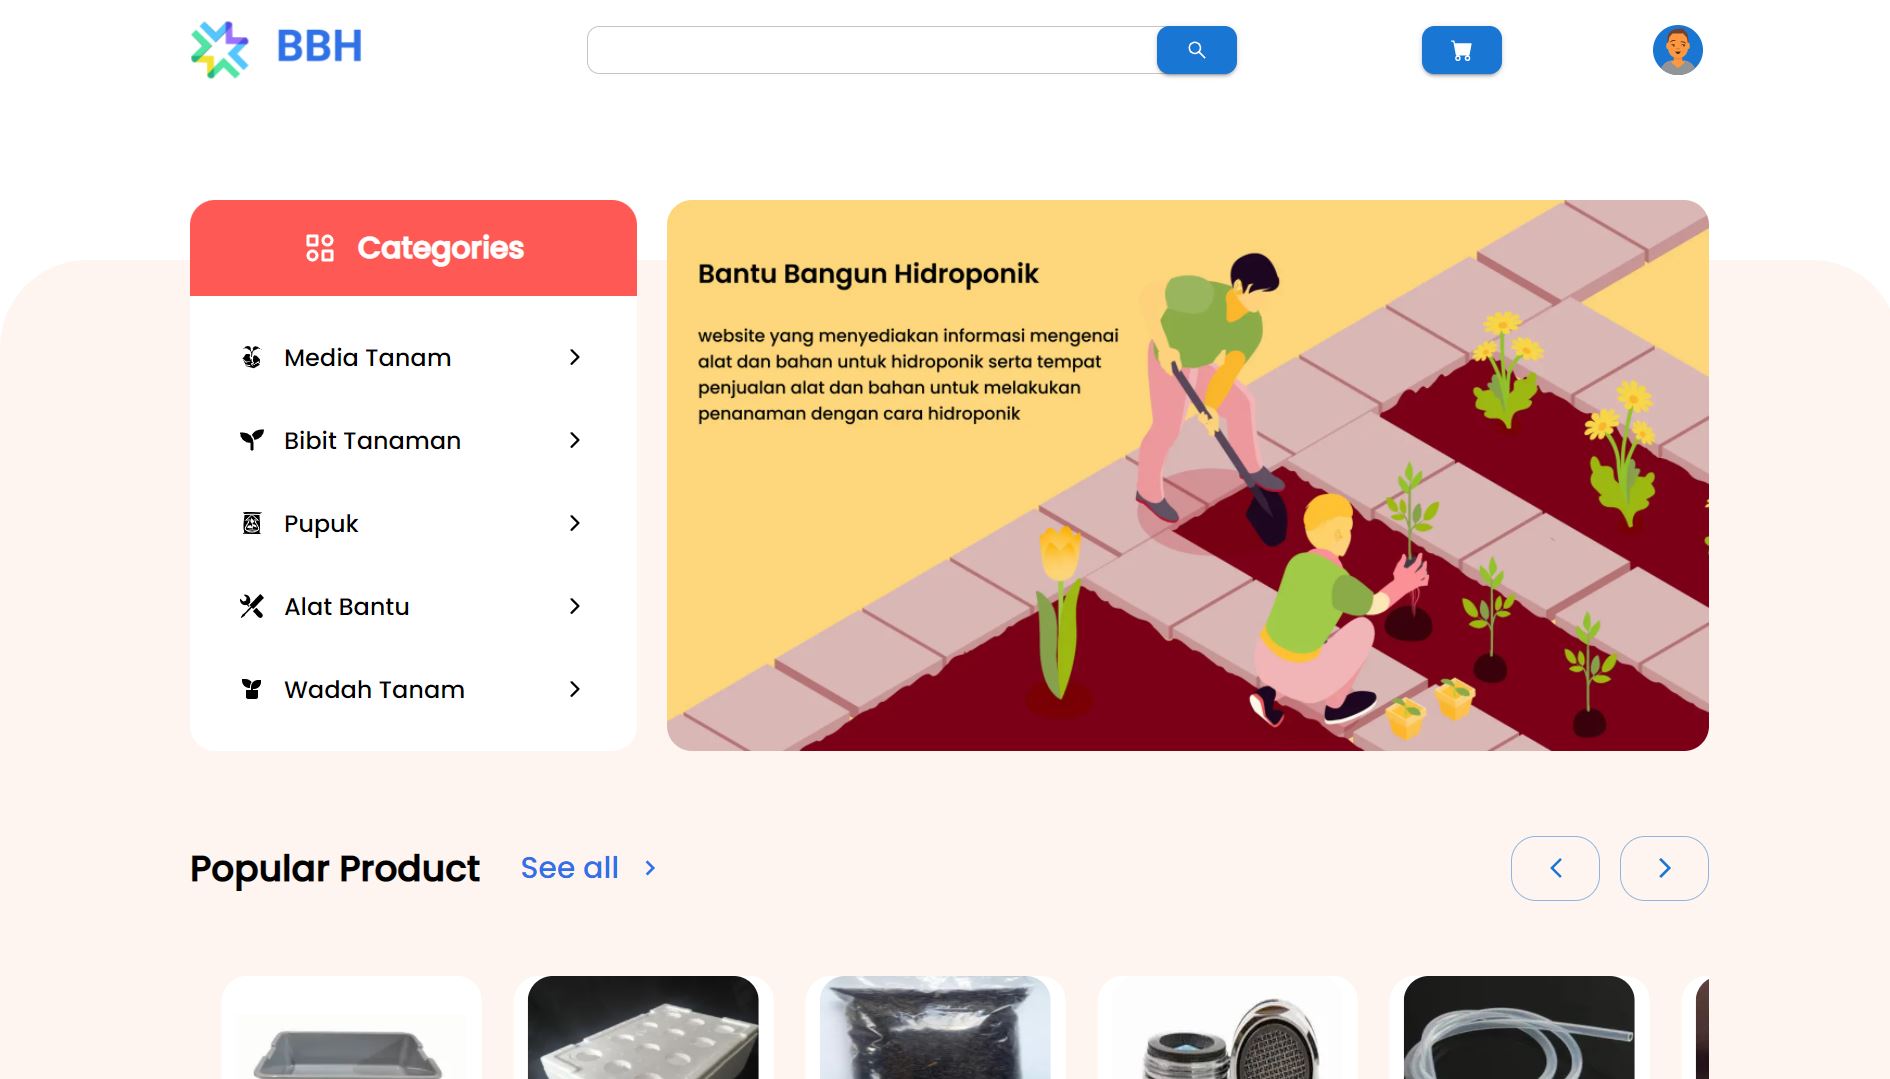 BBH
Categories
Media Tanam
Bibit Tanaman
Pupuk
Alat Bantu
Wadah Tanam
Bantu Bangun Hidroponik
website yang menyediakan informasi mengenai
alat dan bahan untuk hidroponik serta tempat
penjualan alat dan bahan untuk melakukan
penanaman dengan cara hidroponik
Popular Product
See all